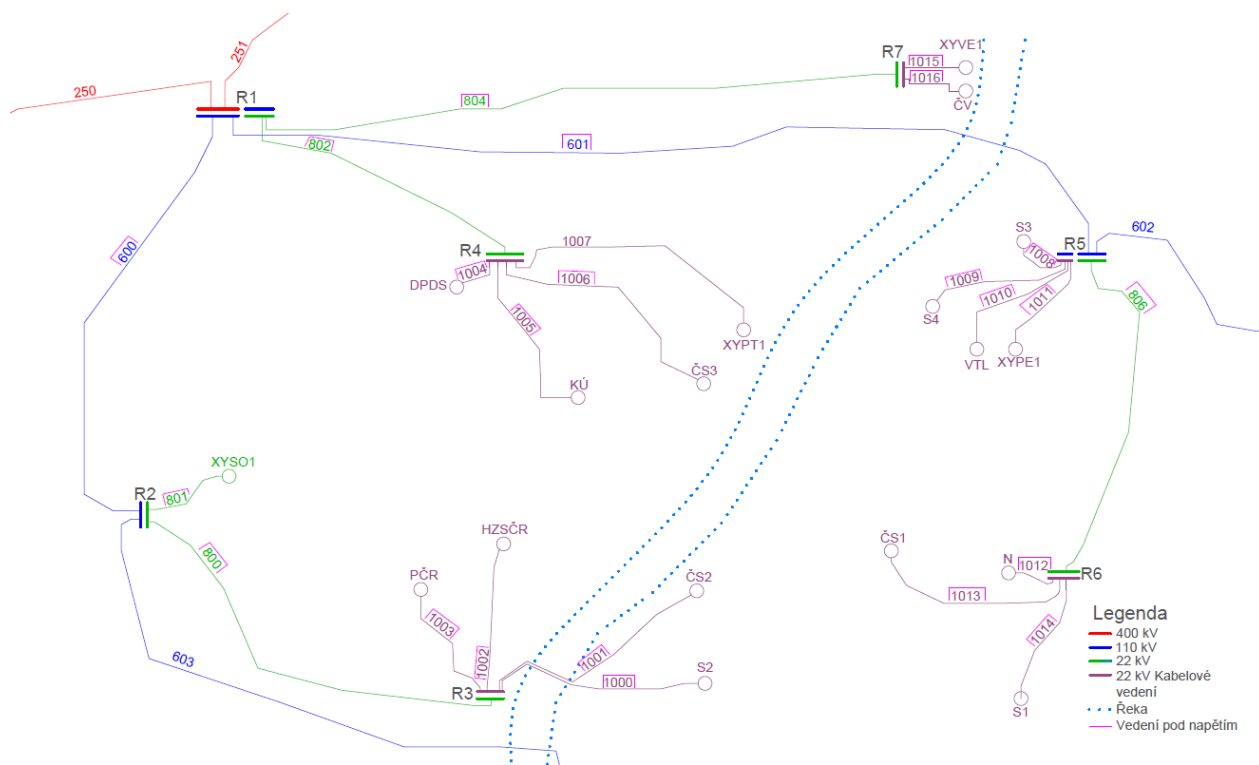 251
XYVE1
R7
1015
1016
ČV
250
R1
804
802
601
600
R4
1007
1004
DPDS
1006
1005
XYPT1
ČS3
KÚ
S3
R5
602
1008
1009
1010
1011
806
S4
VTL
XYPE1
XYSO1
801
R2
800
603
HZSČR
PČR
1003
1002
ČS2
1001
S2
1000
R3
ČS1
N
1012
R6
1013
1014
S1
Legenda
400 kV
110 kV
22 kV
22 kV Kabelové
vedení
Řeka
Vedení pod napětím